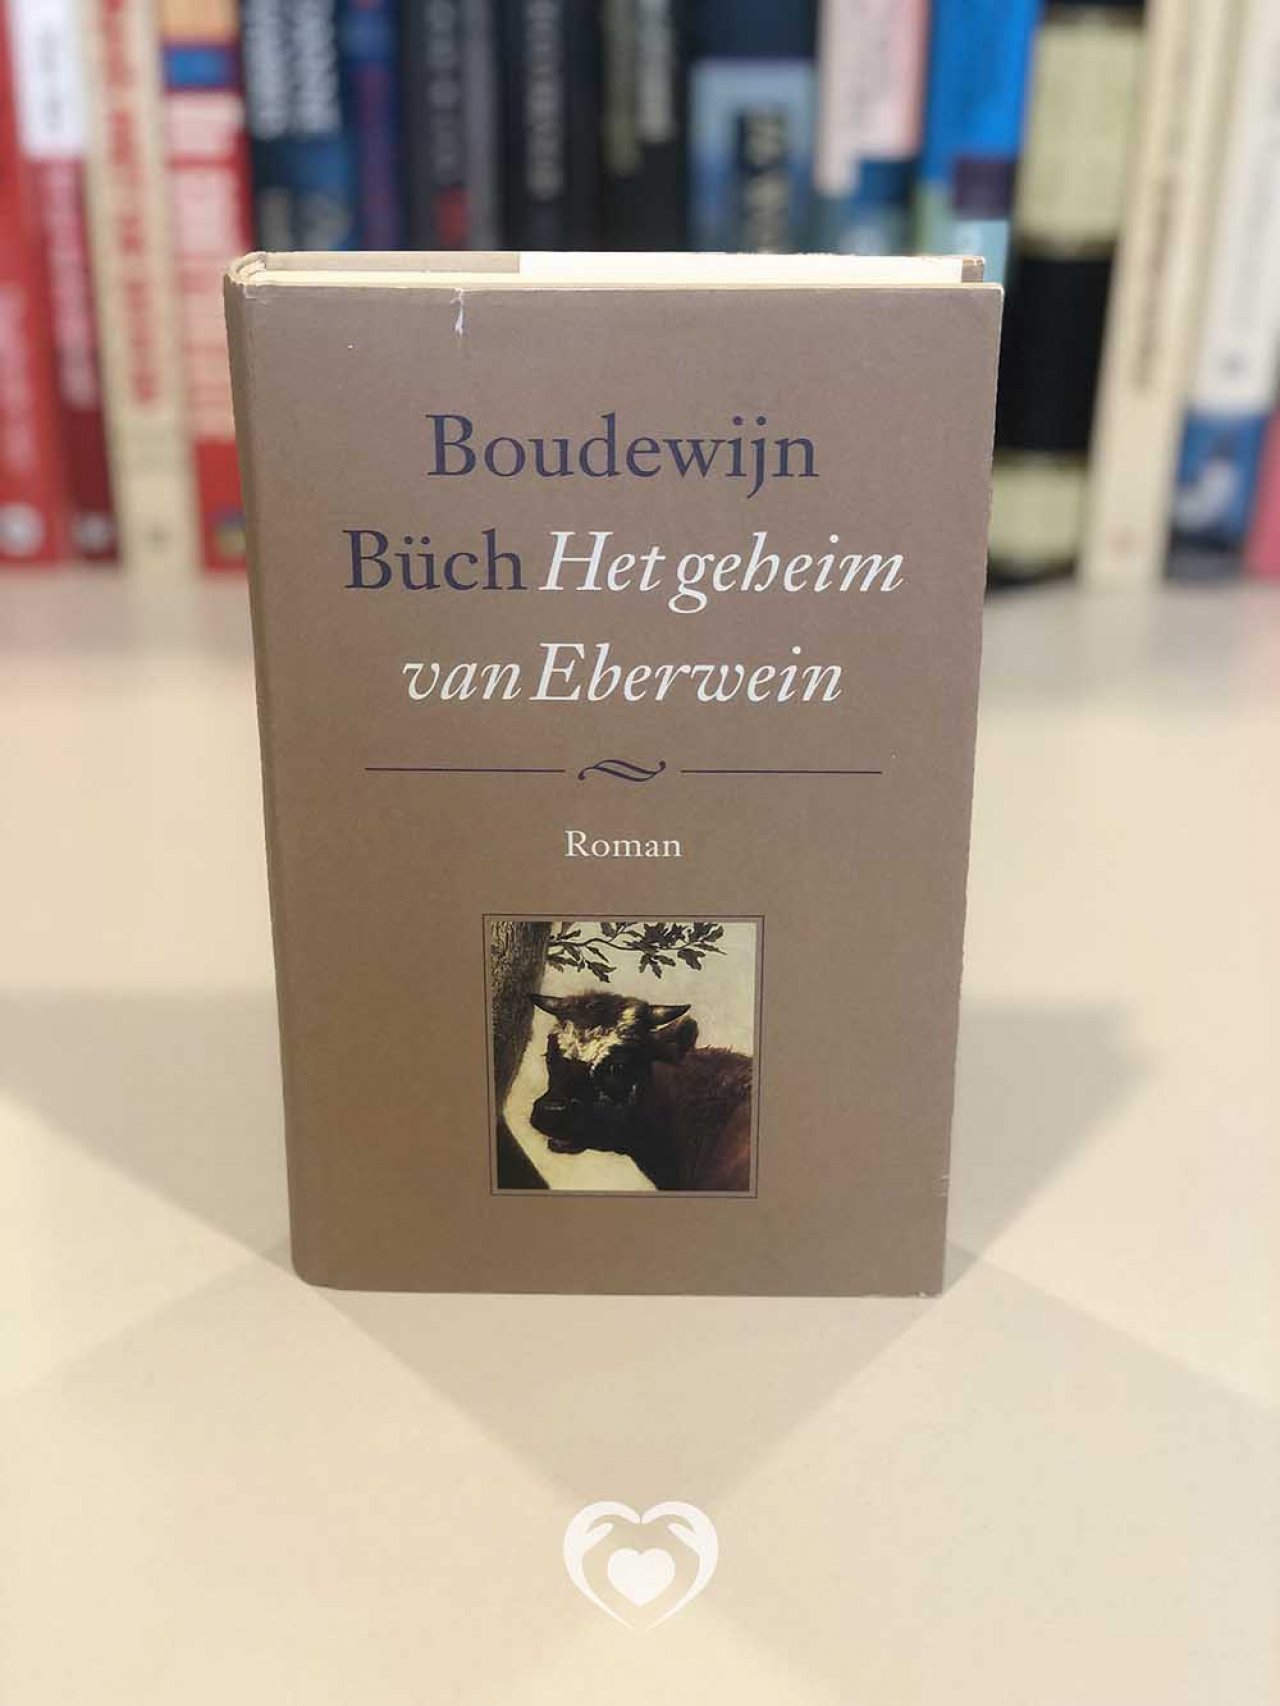 Boudewijn
Büch Het geheim
van Eberwein
Roman